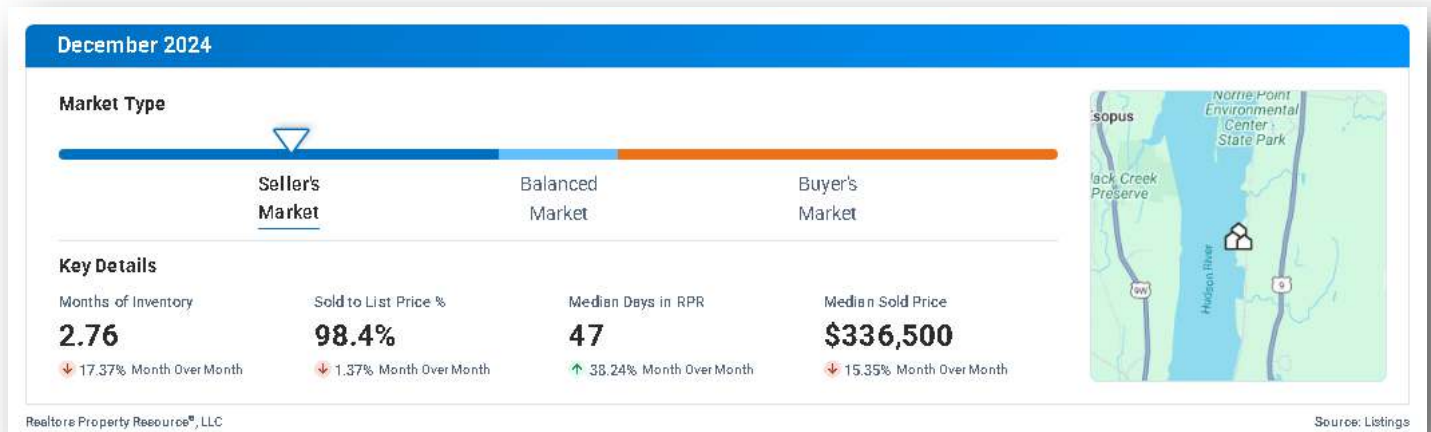 December 2024
Market Type
Seller's
Market
Balanced
Market
Buyer's
Market
Key Details
Months of Inventory
2.76
↓ 17.37% Month Over Month
Sold to List Price %
98.4%
↓ 1.37% Month Over Month
Median Days in RPR
47
↑ 38.24% Month Over Month
Median Sold Price
$336,500
↓ 15.35% Month Over Month
sopus
Norrie Point
Environmental
Center
State Park
lack Creek
Preserve
Hudson River
9W
9
Realtors Property Resource®, LLC
Source: Listings